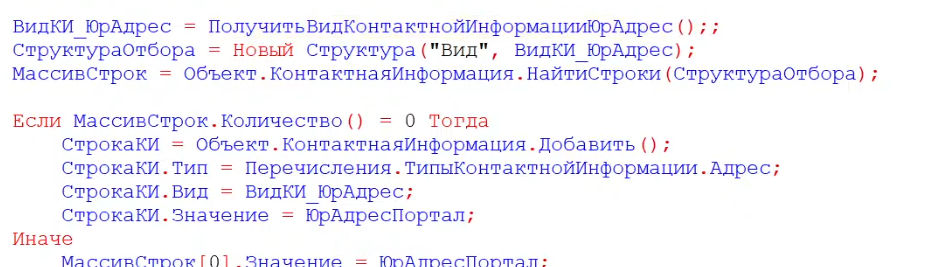 ВидКИ_ЮрАдрес = ПолучитьВидКонтактнойИнформацииЮрАдрес();;
СтруктураОтбора = Новый Структура("Вид", ВидКИ_ЮрАдрес);
МассивСтрок = Объект.КонтактнаяИнформация.НайтиСтроки(СтруктураОтбора);
Если МассивСтрок.Количество() = 0 Тогда
СтрокаКИ = Объект.КонтактнаяИнформация.Добавить();
СтрокаКИ.Тип = Перечисления.ТипыКонтактнойИнформации.Адрес;
СтрокаКИ.Вид = ВидКИ_ЮрАдрес;
СтрокаКИ.Значение = ЮрАдресПортал;
Иначе
МассивСтрок[0].Значение = ЮрАдресПортал;